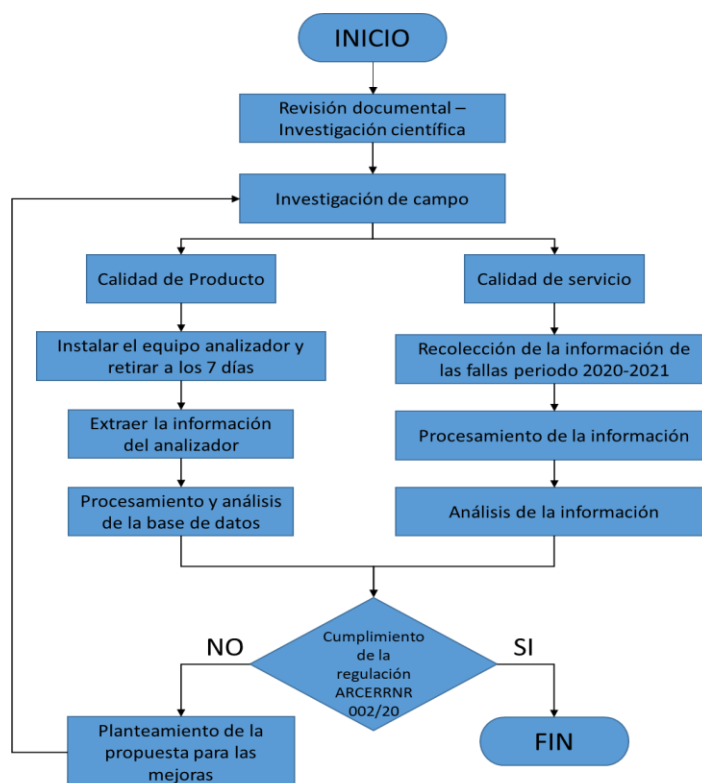 INICIO
Revisión documental –
Investigación científica
Investigación de campo
Calidad de Producto
Calidad de servicio
Instalar el equipo analizador y
retirar a los 7 días
Recolección de la información de
las fallas periodo 2020-2021
Extraer la información
del analizador
Procesamiento de la información
Procesamiento y análisis
de la base de datos
Análisis de la información
NO
Cumplimiento
de la
regulación
ARCERRNR
002/20
SI
Planteamiento de la
propuesta para las
mejoras
FIN